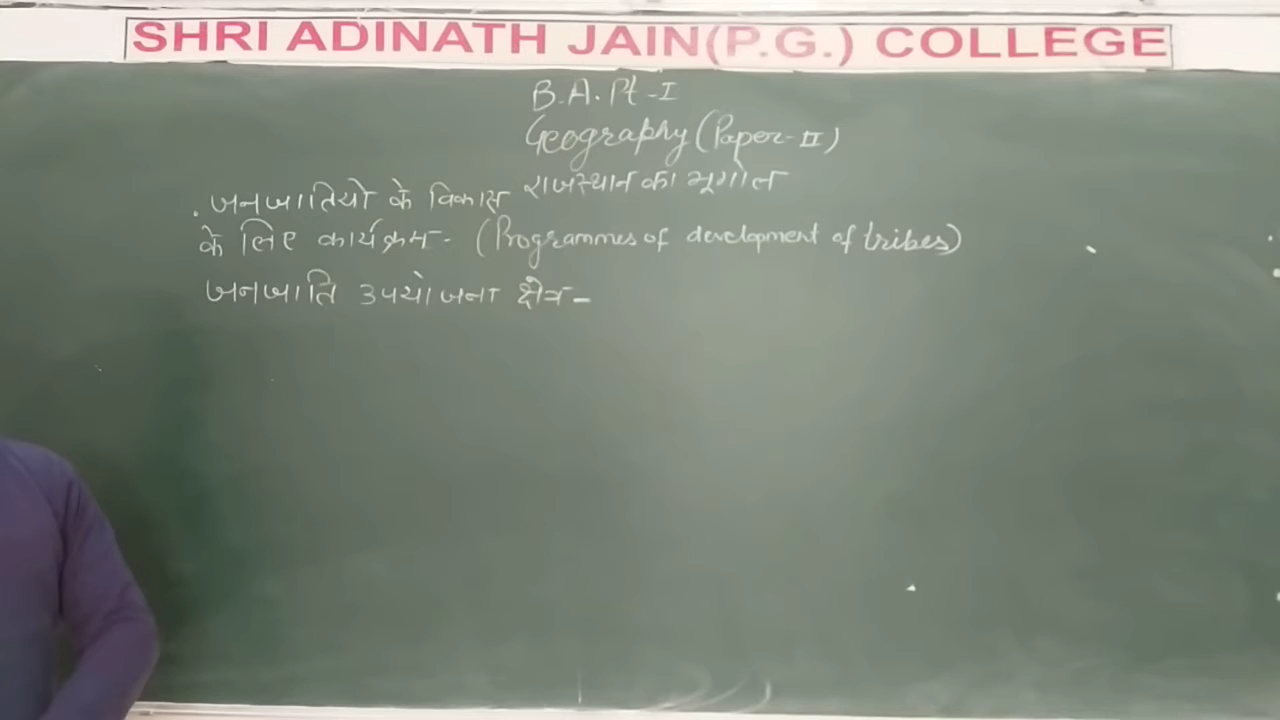 SHRI ADINATH JAIN(P.G.) COLLEGE
B.A. Pt-I
Geography (Paper-II)
राजस्थान का भूगोल
. जनजातियो के विकास
के लिए कार्यक्रम- (Programmes of development of tribes)
जनजाति उपयोजना क्षेत्र-